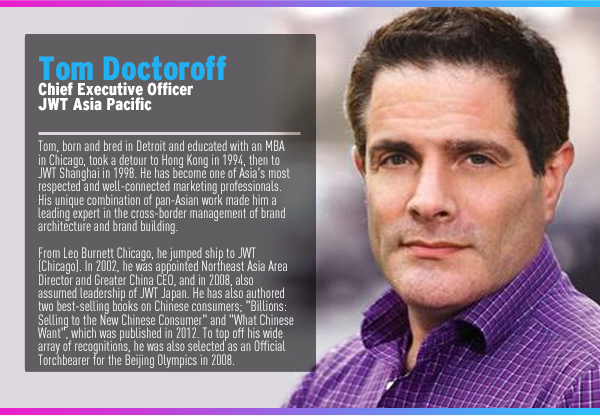 Tom Doctoroff
Chief Executive Officer
JWT Asia Pacific
Tom, born and bred in Detroit and educated with an MBA
in Chicago, took a detour to Hong Kong in 1994, then to
JWT Shanghai in 1998. He has become one of Asia's most
respected and well-connected marketing professionals.
His unique combination of pan-Asian work made him a
leading expert in the cross-border management of brand
architecture and brand building.
From Leo Burnett Chicago, he jumped ship to JWT
(Chicago). In 2002, he was appointed Northeast Asia Area
Director and Greater China CEO, and in 2008, also
assumed leadership of JWT Japan. He has also authored
two best-selling books on Chinese consumers; "Billions:
Selling to the New Chinese Consumer" and "What Chinese
Want", which was published in 2012. To top off his wide
array of recognitions, he was also selected as an Official
Torchbearer for the Beijing Olympics in 2008.